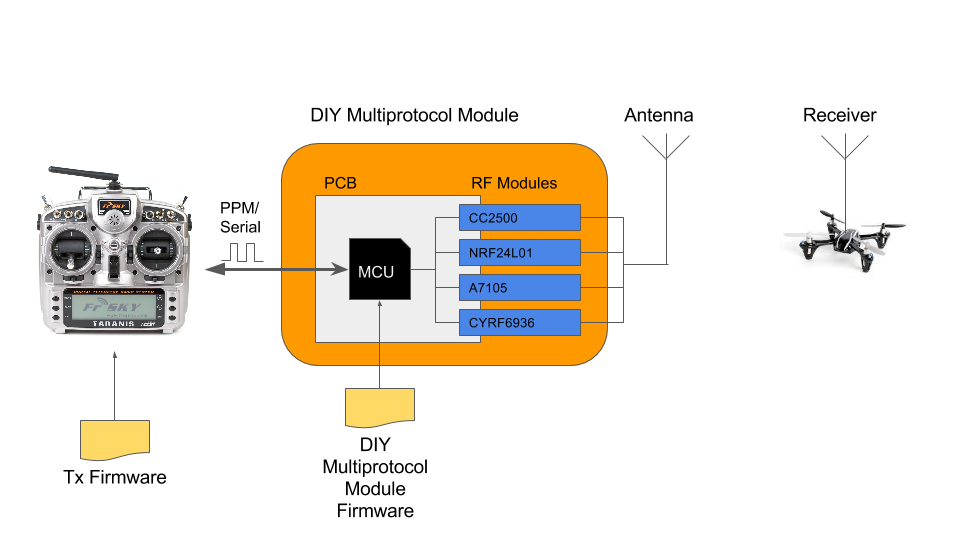 DIY Multiprotocol Module
Antenna
Receiver
PCB
RF Modules
PPM/
Serial
CC2500
NRF24L01
MCU
A7105
CYRF6936
FrSKY
FrSKY
TARANIS
Tx Firmware
DIY
Multiprotocol
Module
Firmware